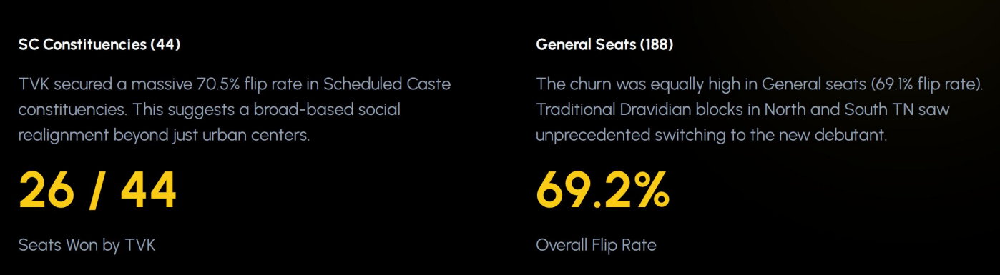 SC Constituencies (44)
TVK secured a massive 70.5% flip rate in Scheduled Caste
constituencies. This suggests a broad-based social
realignment beyond just urban centers.
26 / 44
Seats Won by TVK
General Seats (188)
The churn was equally high in General seats (69.1% flip rate).
Traditional Dravidian blocks in North and South TN saw
unprecedented switching to the new debutant.
69.2%
Overall Flip Rate